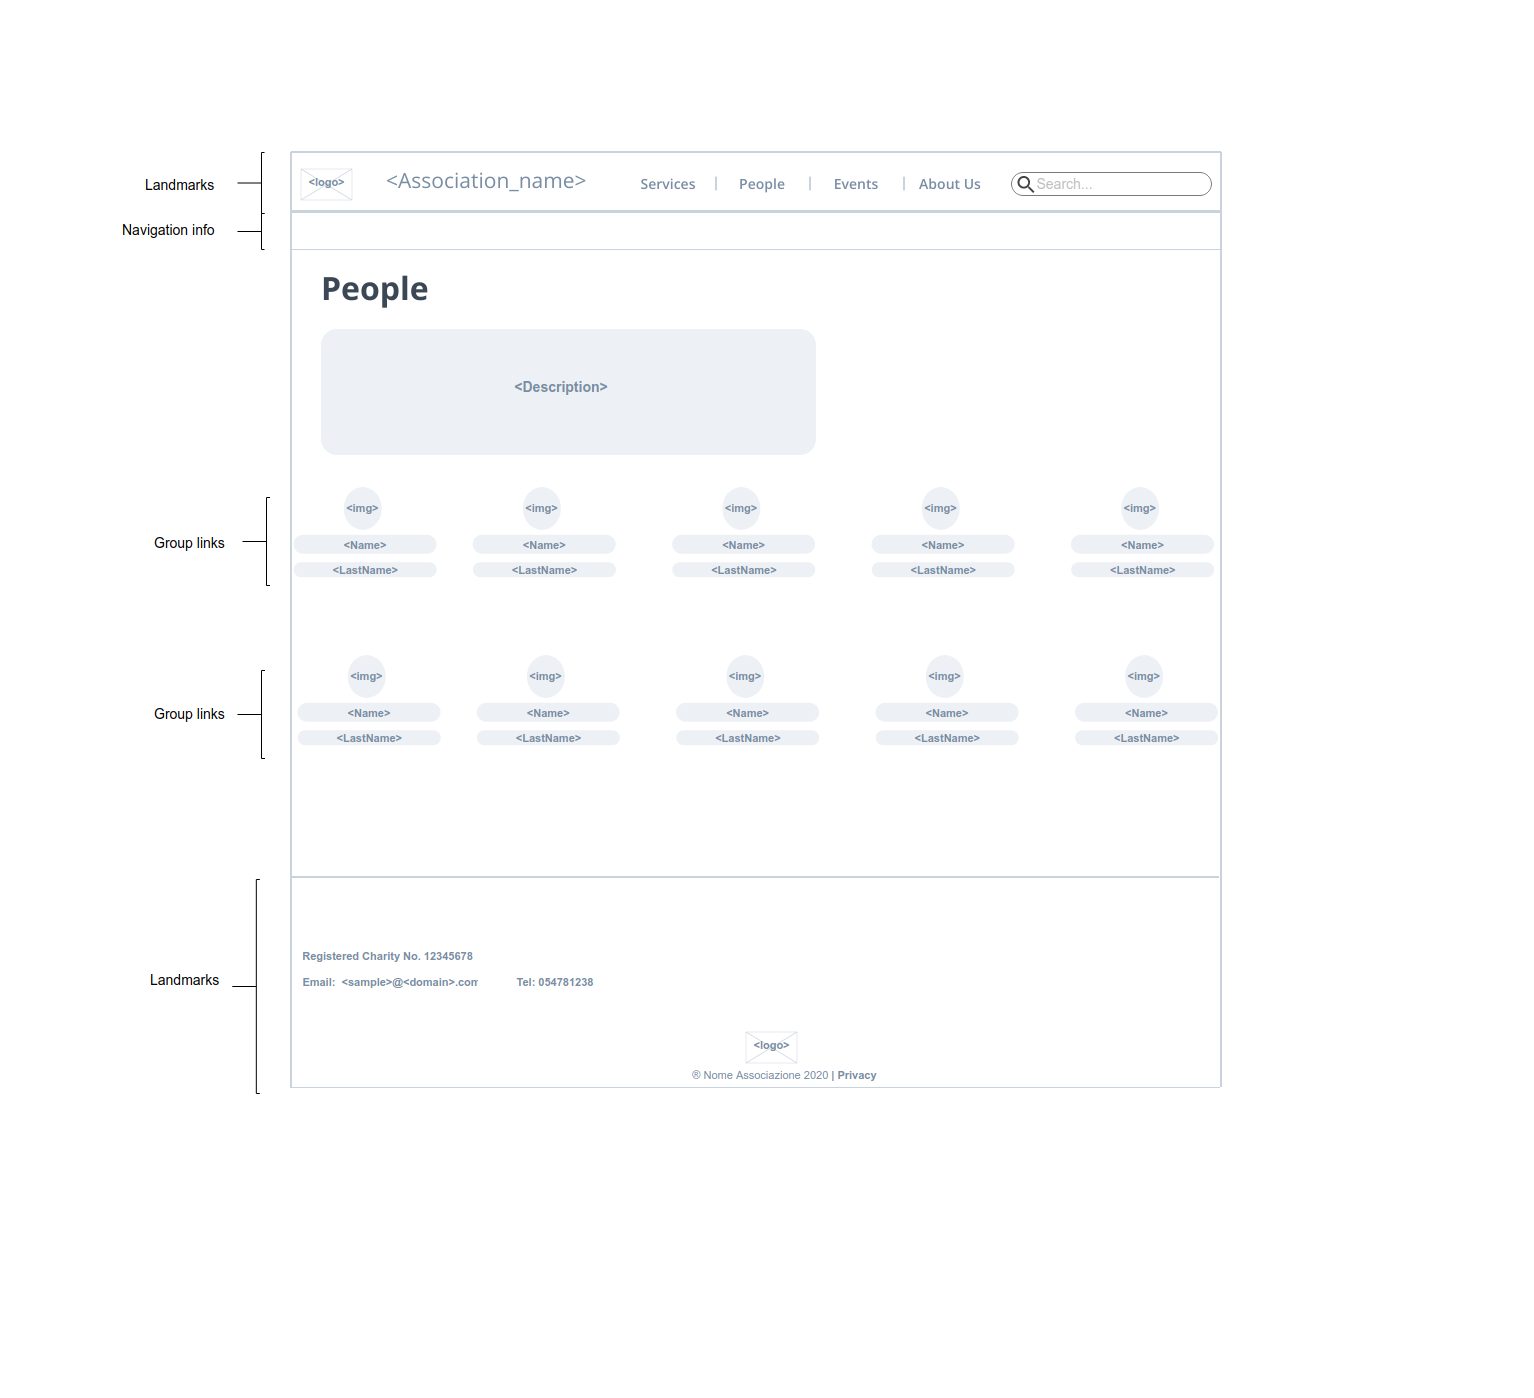 Landmarks
<logo>
<Association_name>
Services | People | Events | About Us
Search...
Navigation info
People
<Description>
Group links
<img> <img> <img> <img> <img>
<Name> <Name> <Name> <Name> <Name>
<LastName> <LastName> <LastName> <LastName> <LastName>
Group links
<img> <img> <img> <img> <img>
<Name> <Name> <Name> <Name> <Name>
<LastName> <LastName> <LastName> <LastName> <LastName>
Landmarks
Registered Charity No. 12345678
Email: <sample>@<domain>.com Tel: 054781238
<logo>
® Nome Associazione 2020 | Privacy